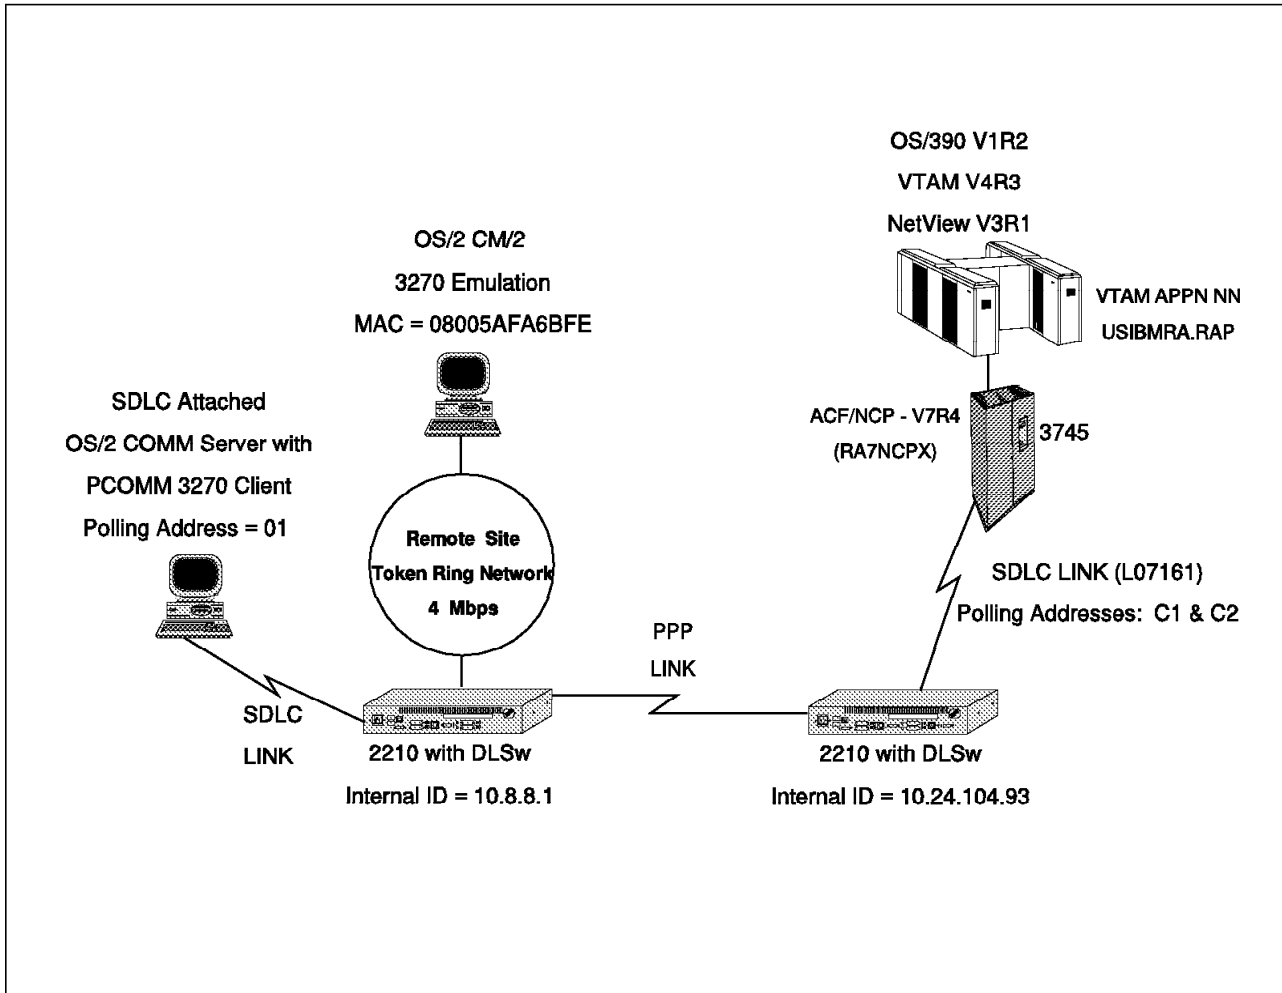 OS/390 V1R2
VTAM V4R3
NetView V3R1
VTAM APPN NN
USIBMRA.RAP
OS/2 CM/2
3270 Emulation
MAC = 08005AFA6BFE
SDLC Attached
OS/2 COMM Server with
PCOMM 3270 Client
Polling Address = 01
ACF/NCP - V7R4
(RA7NCPX)
3745
Remote Site
Token Ring Network
4 Mbps
SDLC LINK (L07161)
Polling Addresses: C1 & C2
PPP
LINK
SDLC
LINK
2210 with DLSw
Internal ID = 10.8.8.1
2210 with DLSw
Internal ID = 10.24.104.93